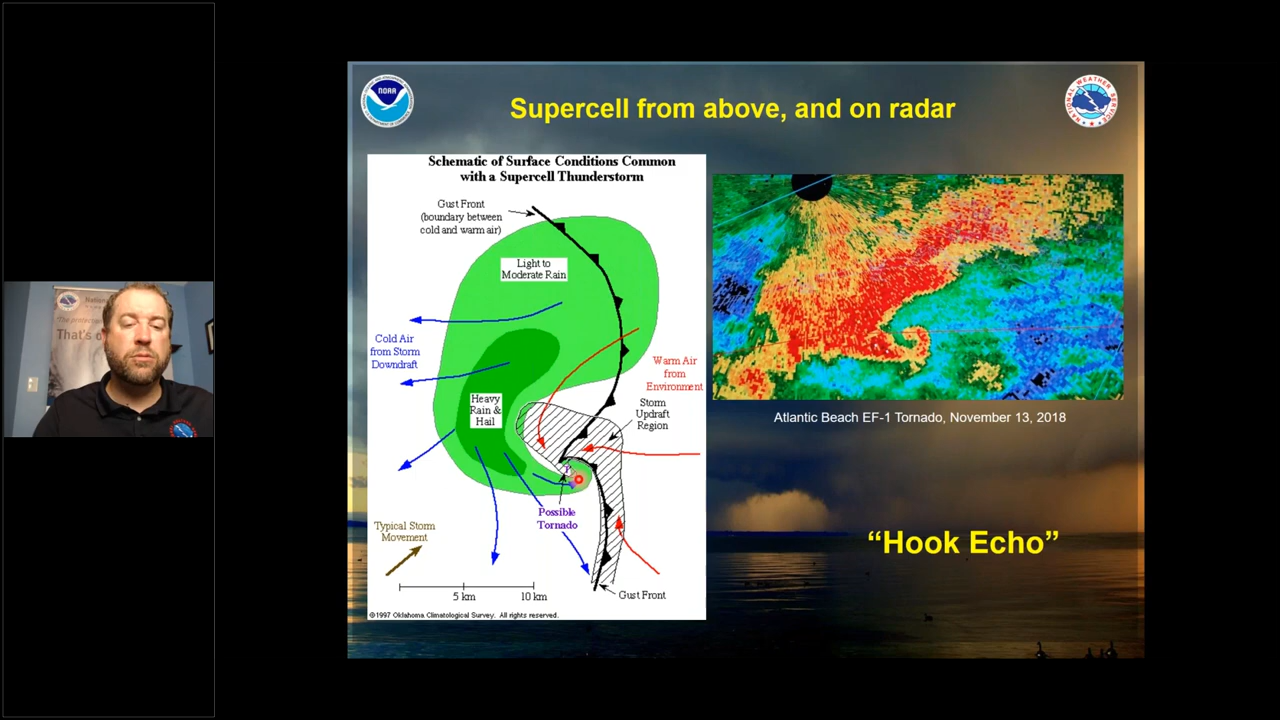 NOAA
Supercell from above, and on radar
NATIONAL WEATHER SERVICE
Schematic of Surface Conditions Common
with a Supercell Thunderstorm
Gust Front
(boundary between
cold and warm air)
Light to
Moderate Rain
Cold Air
from Storm
Downdraft
Warm Air
from
Environment
Heavy
Rain &
Hail
Storm
Updraft
Region
T
Possible
Tornado
Typical Storm
Movement
5 km
10 km
Gust Front
©1997 Oklahoma Climatological Survey. All rights reserved.
Atlantic Beach EF-1 Tornado, November 13, 2018
“Hook Echo”
That's